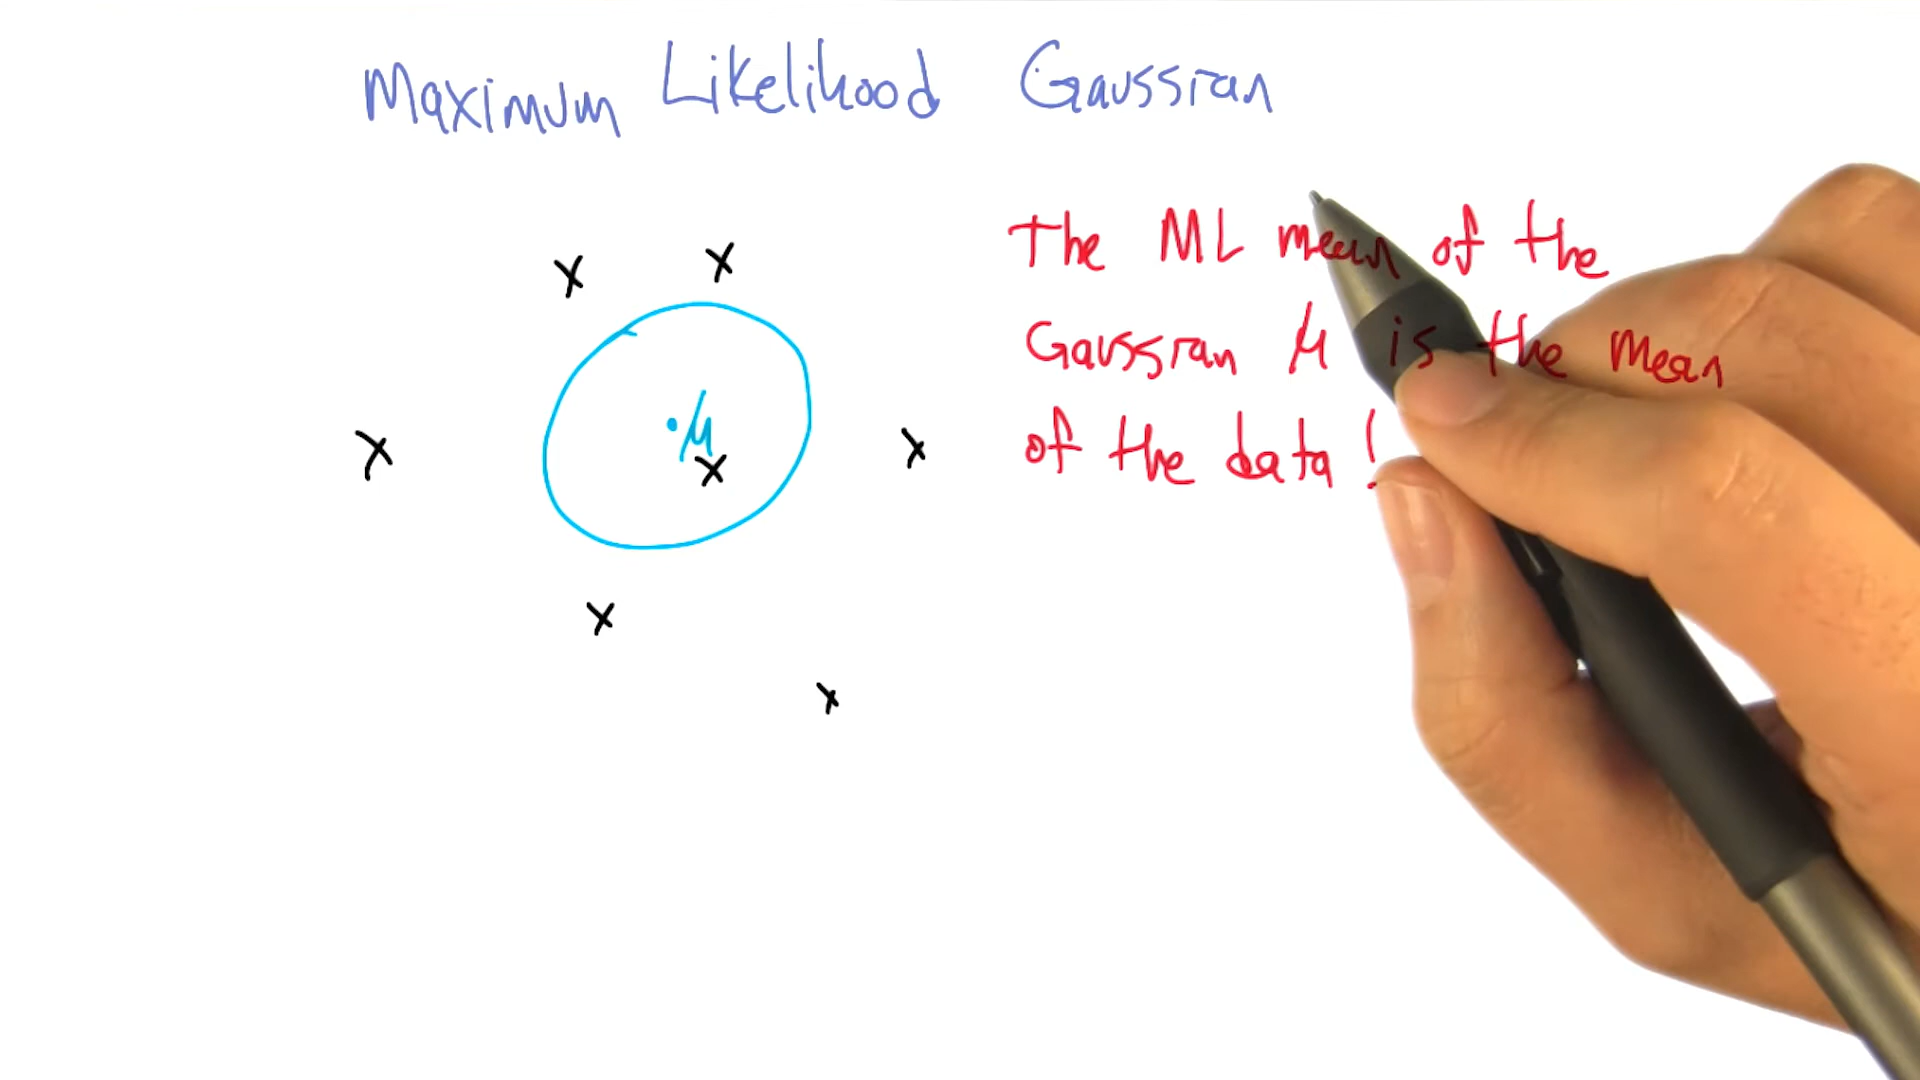 Maximum Likelihood Gaussian
The ML mean of the
Gaussian μ is the mean
of the data!
x x
x .μ x x
x
x